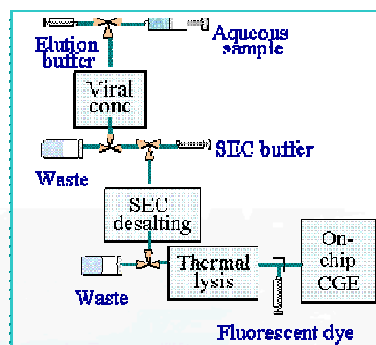 Elution
buffer
Aqueous
sample
Viral
conc
SEC buffer
Waste
SEC
desalting
Waste
Thermal
lysis
On-
chip
CGE
Fluorescent dye